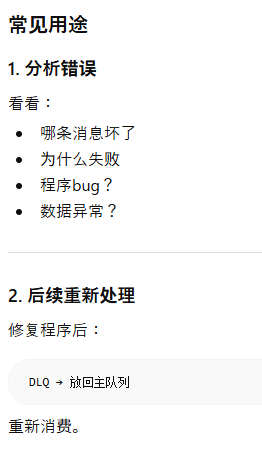 常见用途
1. 分析错误
看看：
哪条消息坏了
为什么失败
程序bug？
数据异常？
2. 后续重新处理
修复程序后：
DLQ → 放回主队列
重新消费。